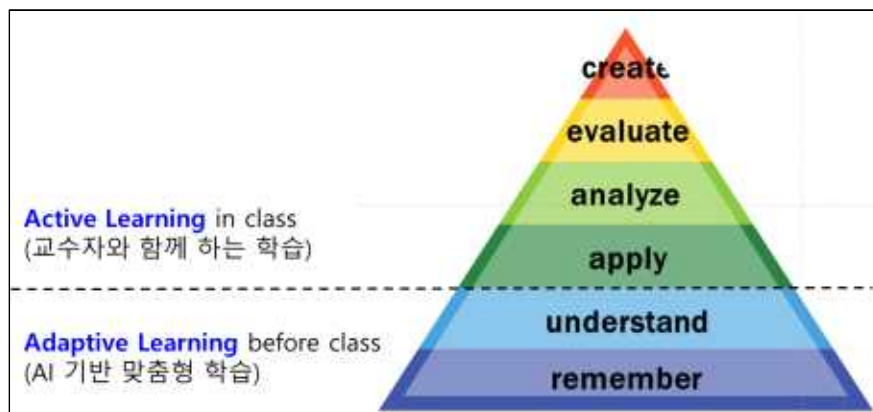 create
evaluate
analyze
Active Learning in class
(교수자와 함께 하는 학습)
apply
understand
Adaptive Learning before class
(AI 기반 맞춤형 학습)
remember